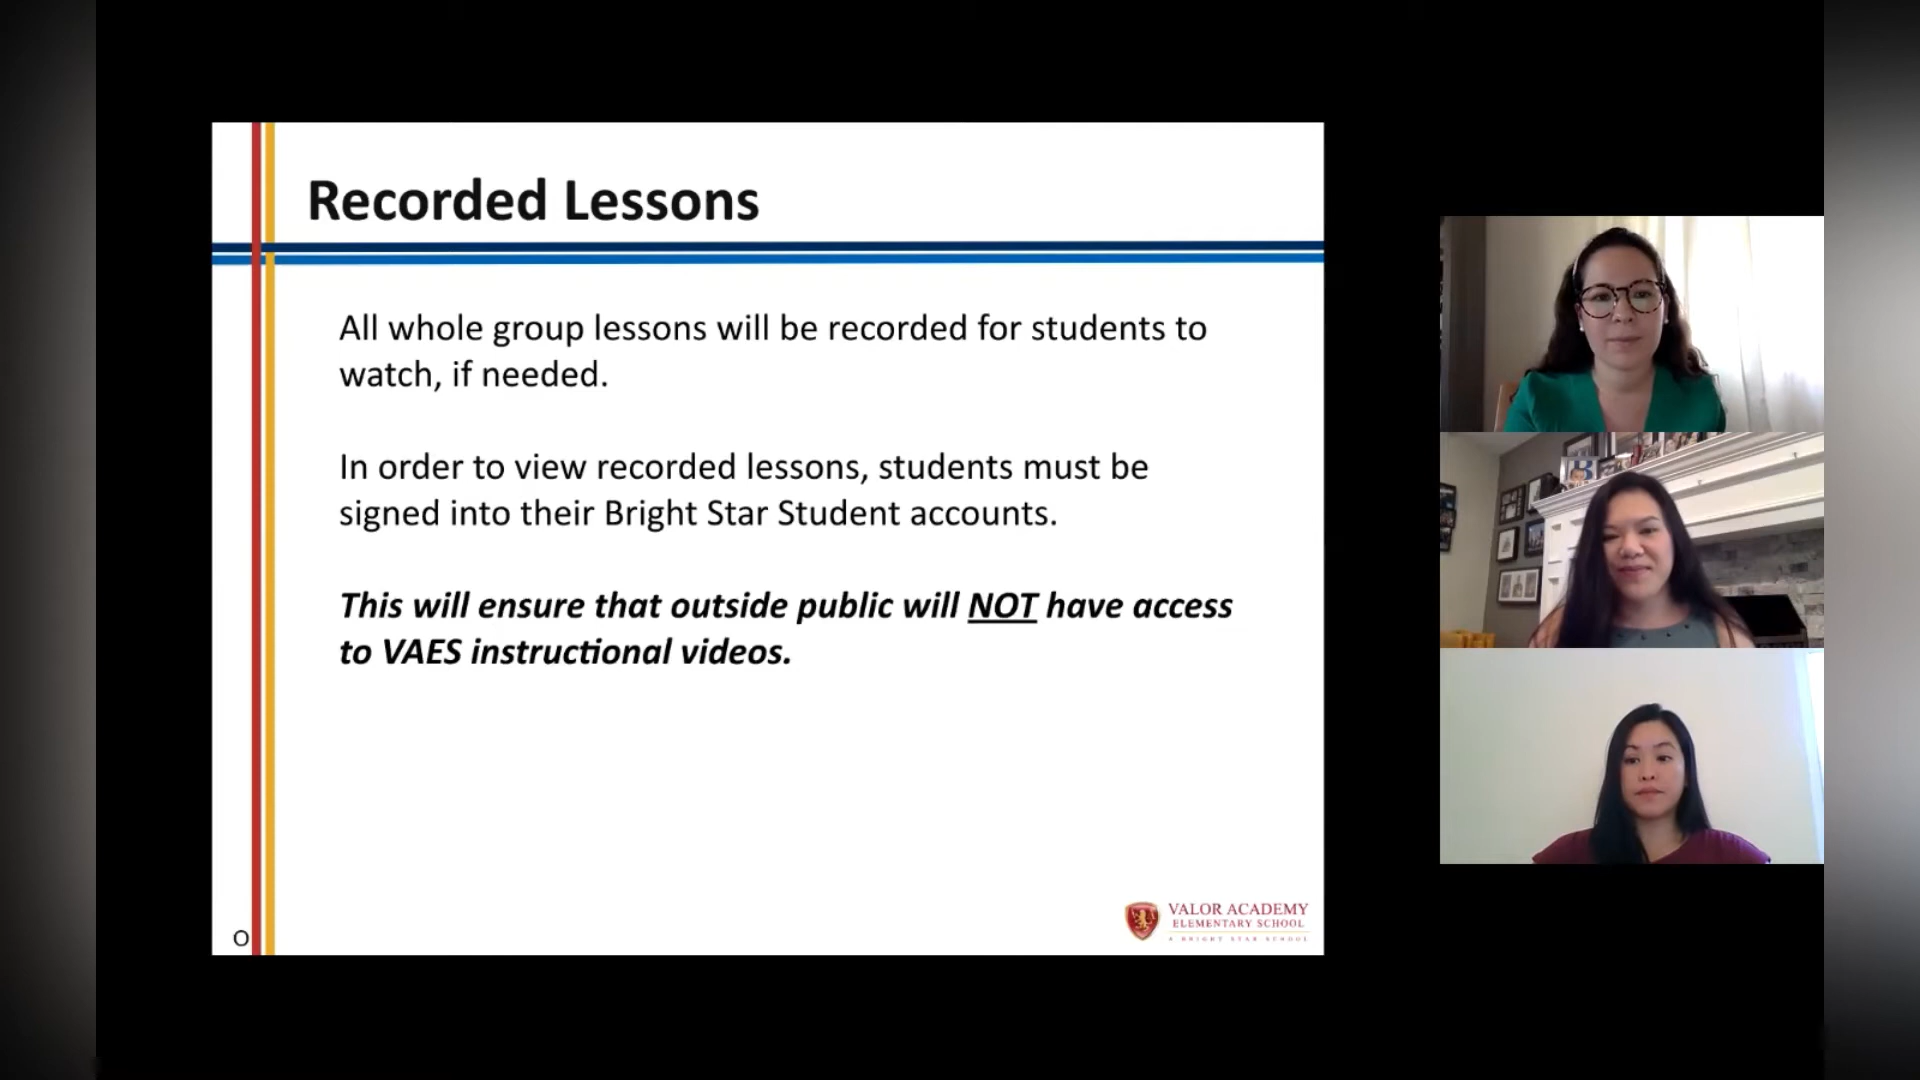 Recorded Lessons
All whole group lessons will be recorded for students to
watch, if needed.
In order to view recorded lessons, students must be
signed into their Bright Star Student accounts.
This will ensure that outside public will NOT have access
to VAES instructional videos.
O
VALOR ACADEMY
ELEMENTARY SCHOOL
A BRIGHT STAR SCHOOL